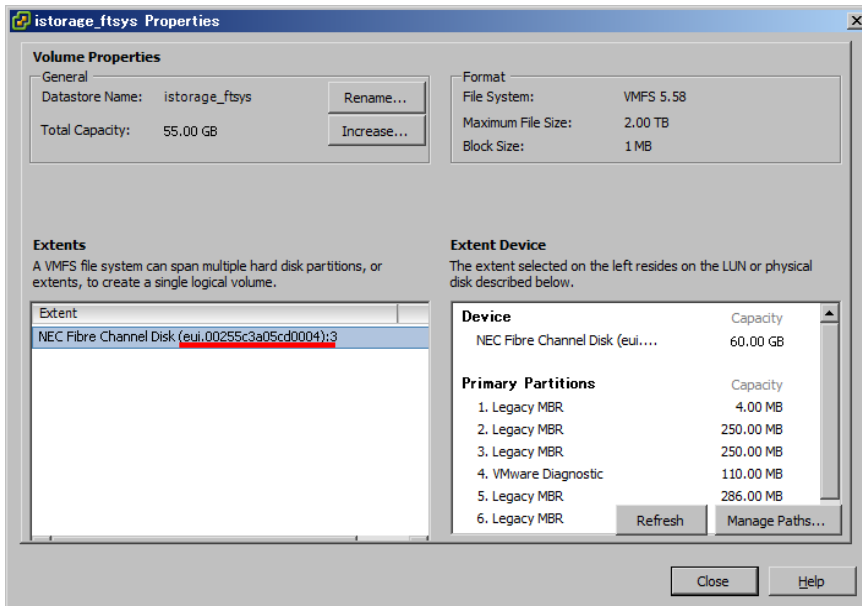 istorage_ftsys Properties
Volume Properties
General
Datastore Name: istorage_ftsys
Rename...
Total Capacity: 55.00 GB
Increase...
Format
File System: VMFS 5.58
Maximum File Size: 2.00 TB
Block Size: 1 MB
Extents
A VMFS file system can span multiple hard disk partitions, or
extents, to create a single logical volume.
Extent
NEC Fibre Channel Disk (eui.00255c3a05cd0004):3
Extent Device
The extent selected on the left resides on the LUN or physical
disk described below.
Device Capacity
NEC Fibre Channel Disk (eui.... 60.00 GB
Primary Partitions Capacity
1. Legacy MBR 4.00 MB
2. Legacy MBR 250.00 MB
3. Legacy MBR 250.00 MB
4. VMware Diagnostic 110.00 MB
5. Legacy MBR 286.00 MB
6. Legacy MBR
Refresh
Manage Paths...
Close
Help